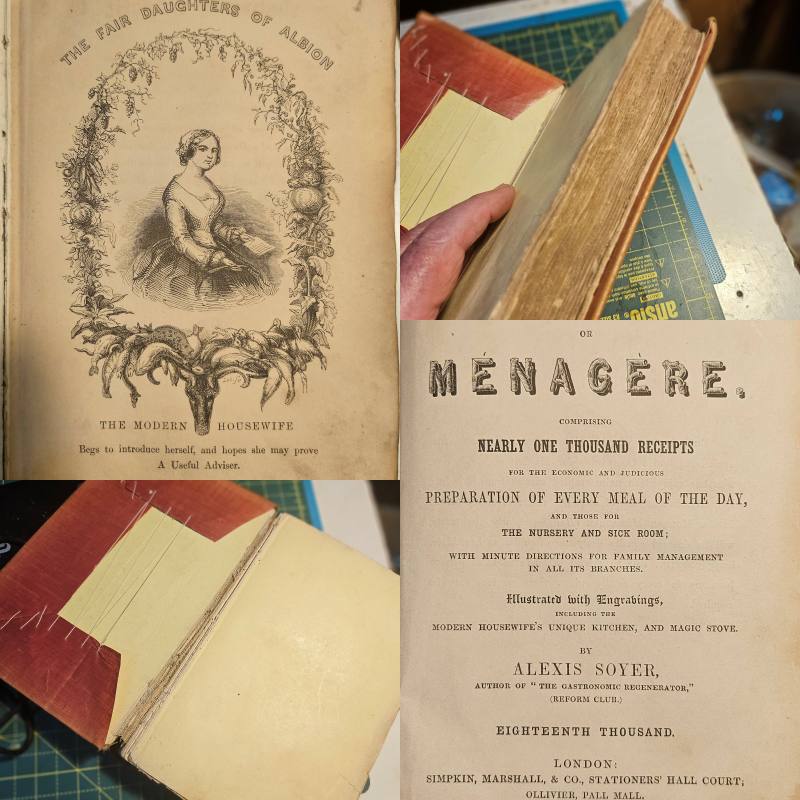 THE FAIR DAUGHTERS OF ALBION
THE MODERN HOUSEWIFE
Begs to introduce herself, and hopes she may prove
A Useful Adviser.
ansio
OR
MÉNAGÈRE.
COMPRISING
NEARLY ONE THOUSAND RECEIPTS
FOR THE ECONOMIC AND JUDICIOUS
PREPARATION OF EVERY MEAL OF THE DAY,
AND THOSE FOR
THE NURSERY AND SICK ROOM;
WITH MINUTE DIRECTIONS FOR FAMILY MANAGEMENT
IN ALL ITS BRANCHES.
Illustrated with Engravings,
INCLUDING THE
MODERN HOUSEWIFE'S UNIQUE KITCHEN, AND MAGIC STOVE.
BY
ALEXIS SOYER,
AUTHOR OF "THE GASTRONOMIC REGENERATOR,"
(REFORM CLUB.)
EIGHTEENTH THOUSAND.
LONDON:
SIMPKIN, MARSHALL, & CO., STATIONERS' HALL COURT;
OLLIVIER, PALL MALL.